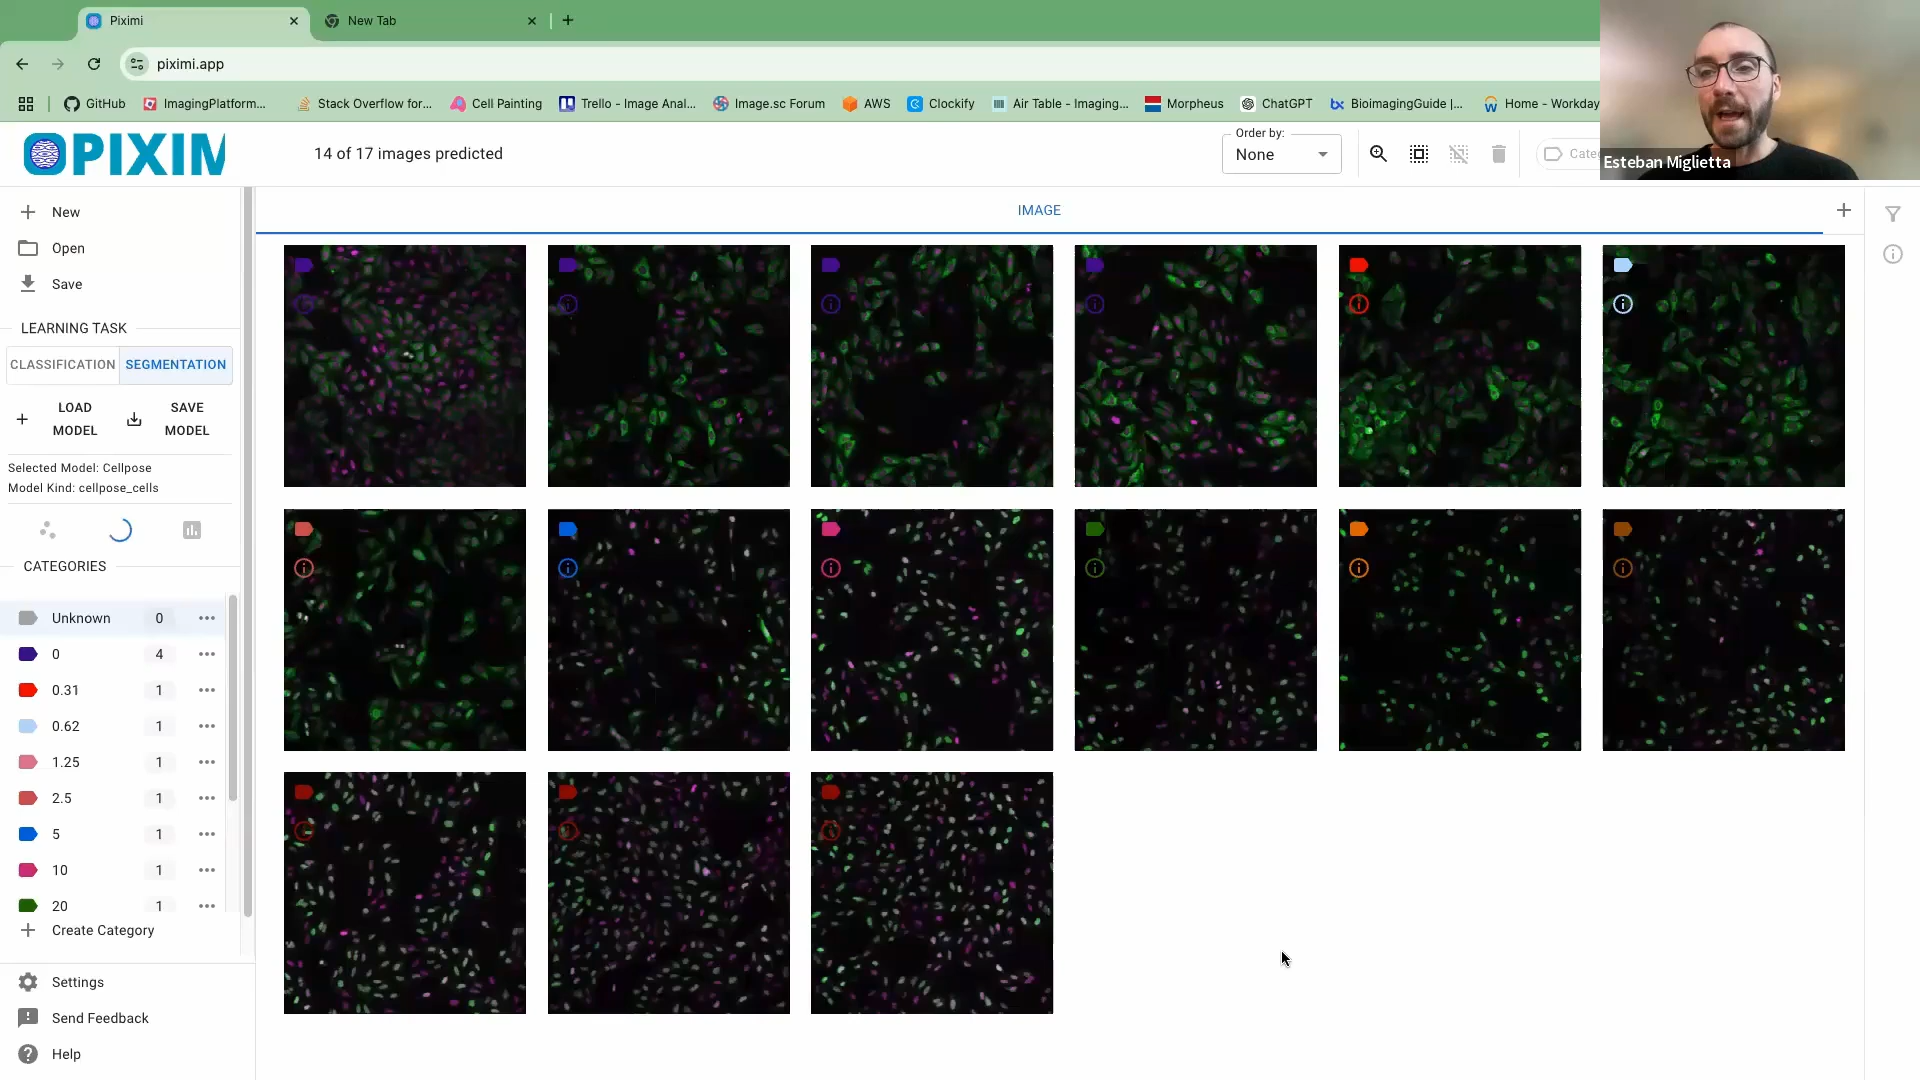 Piximi
New Tab
piximi.app
GitHub
ImagingPlatform...
Stack Overflow for...
Cell Painting
Trello - Image Anal...
Image.sc Forum
AWS
Clockify
Air Table - Imaging...
Morpheus
ChatGPT
BioimagingGuide |...
Home - Workday
Esteban Miglietta
PIXIM
14 of 17 images predicted
Order by:
None
Cate
New
Open
Save
LEARNING TASK
CLASSIFICATION
SEGMENTATION
LOAD
MODEL
SAVE
MODEL
Selected Model: Cellpose
Model Kind: cellpose_cells
CATEGORIES
Unknown 0
0 4
0.31 1
0.62 1
1.25 1
2.5 1
5 1
10 1
20 1
Create Category
Settings
Send Feedback
Help
IMAGE